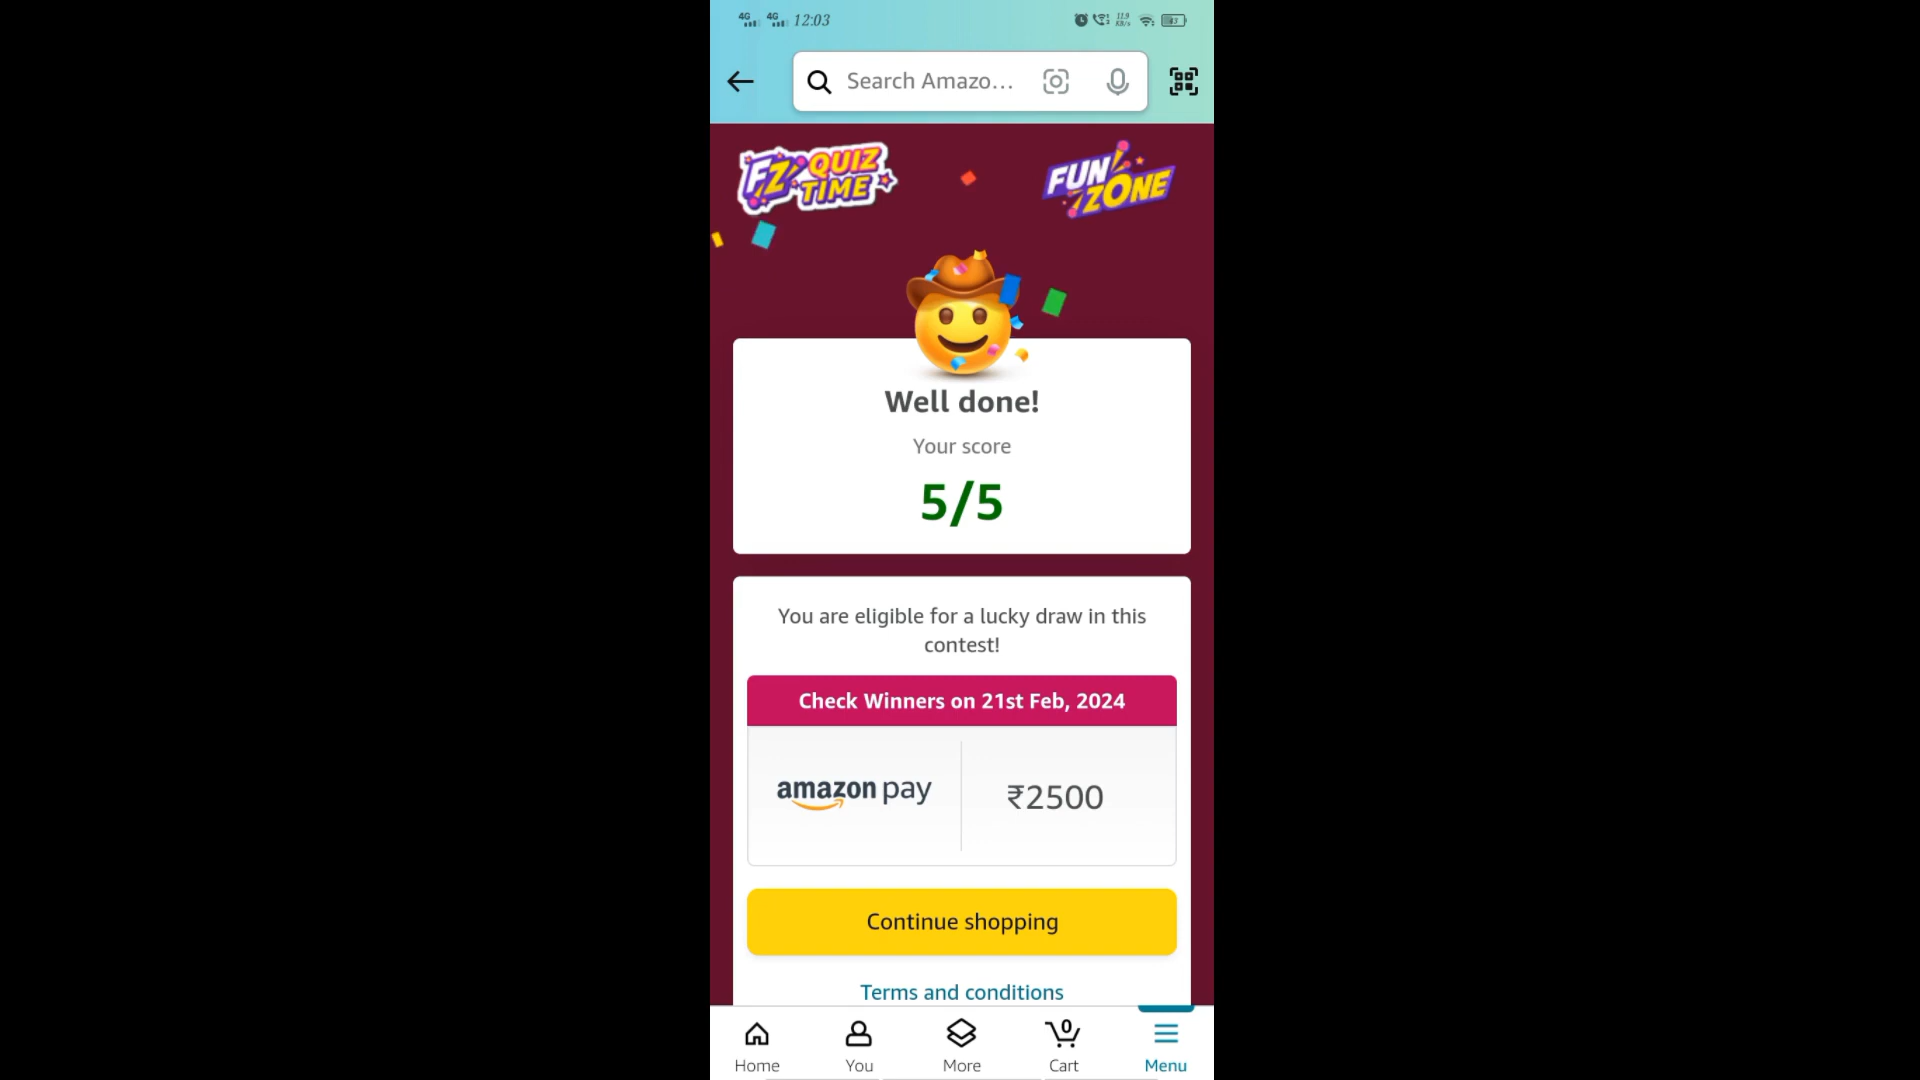 4G 4G 12:03
Search Amazo...
FZ QUIZ TIME
FUN ZONE
Well done!
Your score
5/5
You are eligible for a lucky draw in this
contest!
Check Winners on 21st Feb, 2024
amazon pay
₹2500
Continue shopping
Terms and conditions
0
Home You More Cart Menu